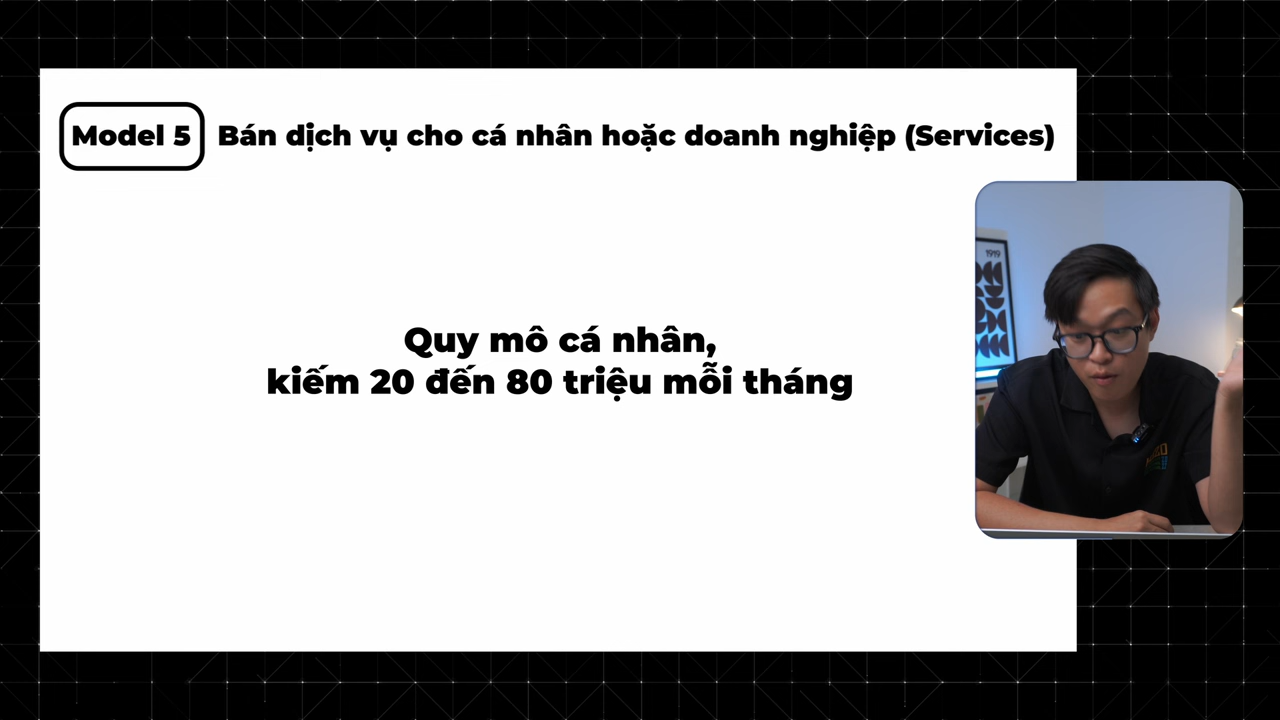 Model 5 Bán dịch vụ cho cá nhân hoặc doanh nghiệp (Services)
Quy mô cá nhân,
kiếm 20 đến 80 triệu mỗi tháng
1919